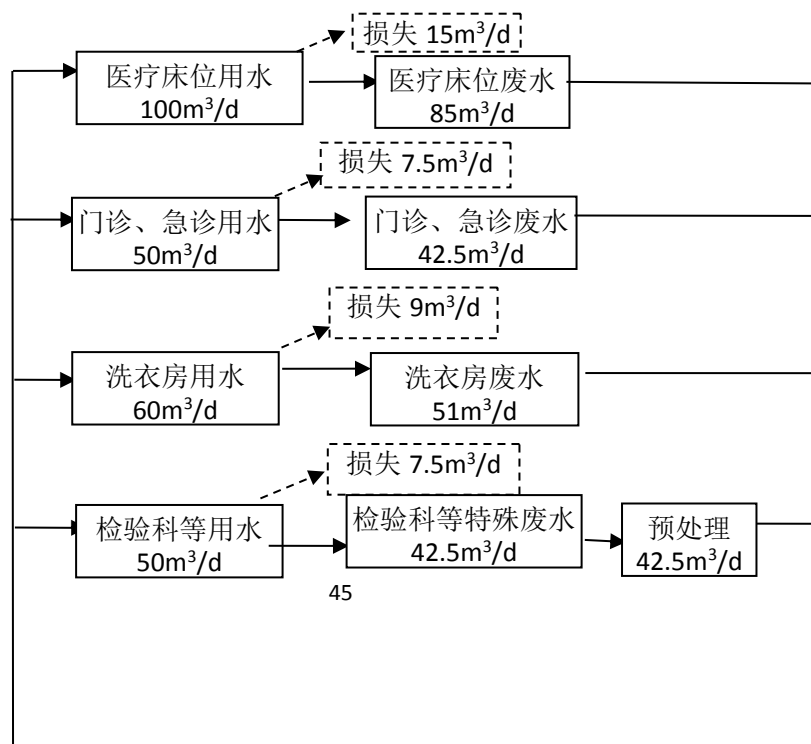 损失 15m³/d
医疗床位用水
100m³/d
医疗床位废水
85m³/d
损失 7.5m³/d
门诊、急诊用水
50m³/d
门诊、急诊废水
42.5m³/d
损失 9m³/d
洗衣房用水
60m³/d
洗衣房废水
51m³/d
损失 7.5m³/d
检验科等用水
50m³/d
检验科等特殊废水
42.5m³/d
预处理
42.5m³/d
45